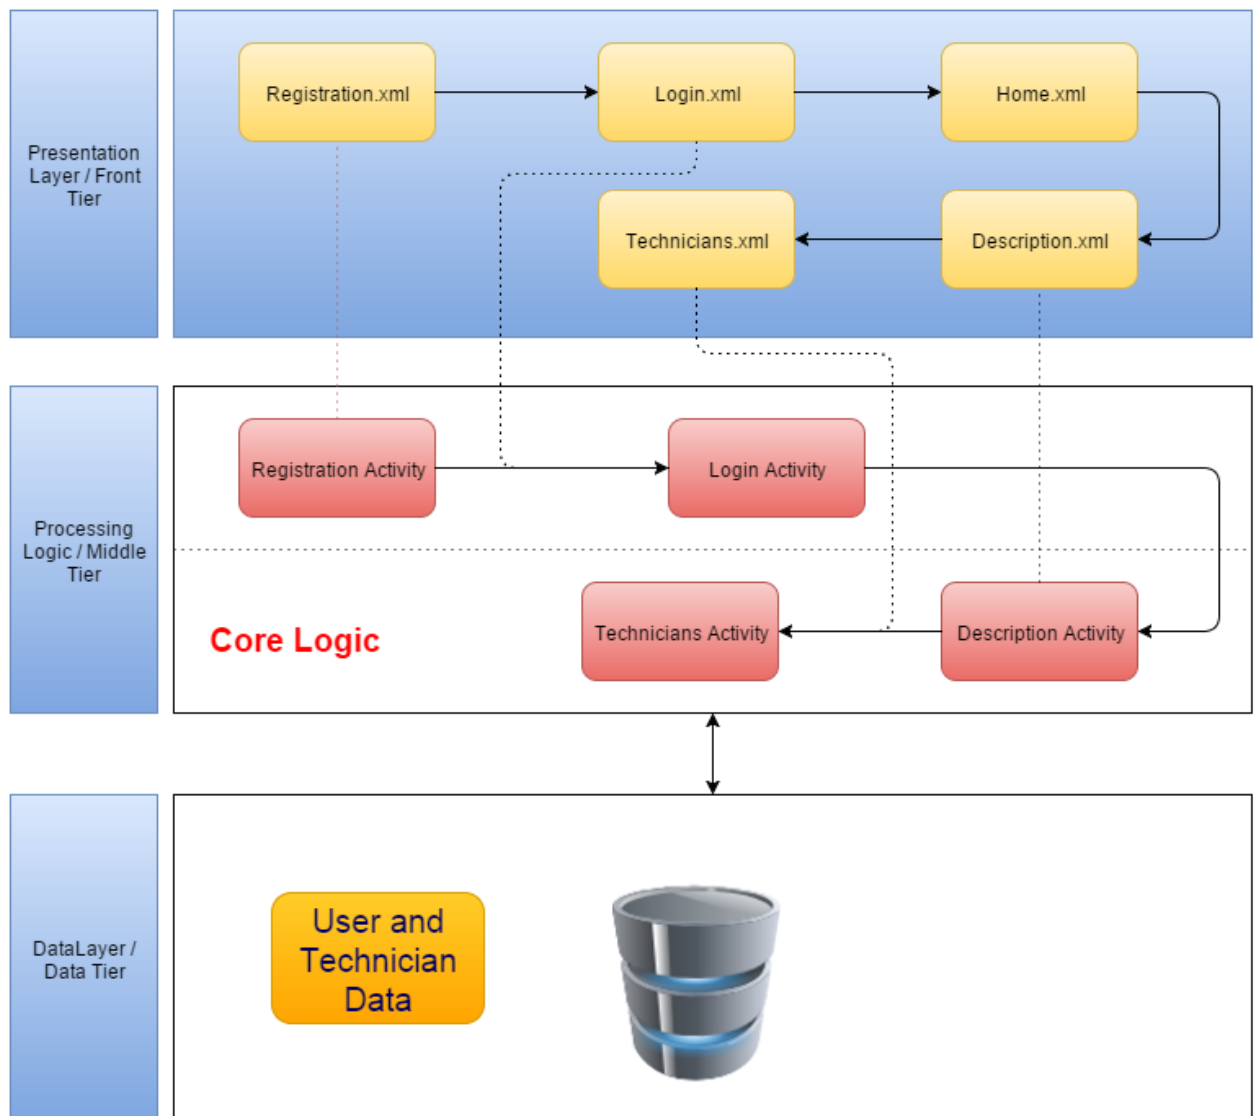 Presentation
Layer / Front
Tier
Registration.xml
Login.xml
Home.xml
Technicians.xml
Description.xml
Processing
Logic / Middle
Tier
Registration Activity
Login Activity
Core Logic
Technicians Activity
Description Activity
DataLayer /
Data Tier
User and
Technician
Data